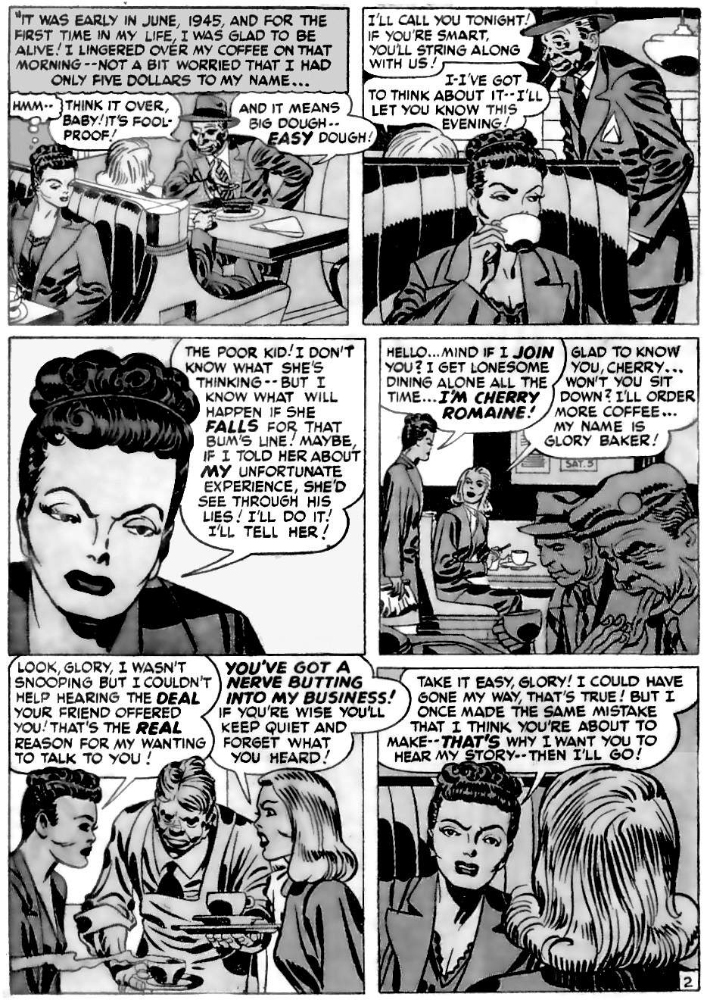 "IT WAS EARLY IN JUNE, 1945, AND FOR THE
FIRST TIME IN MY LIFE, I WAS GLAD TO BE
ALIVE! I LINGERED OVER MY COFFEE ON THAT
MORNING--NOT A BIT WORRIED THAT I HAD
ONLY FIVE DOLLARS TO MY NAME...
HMM--
THINK IT OVER,
BABY! IT'S FOOL-
PROOF!
AND IT MEANS
BIG DOUGH--
EASY DOUGH!
I'LL CALL YOU TONIGHT!
IF YOU'RE SMART,
YOU'LL STRING ALONG
WITH US!
I-I'VE GOT
TO THINK ABOUT IT--I'LL
LET YOU KNOW THIS
EVENING!
THE POOR KID! I DON'T
KNOW WHAT SHE'S
THINKING--BUT I
KNOW WHAT WILL
HAPPEN IF SHE
FALLS FOR THAT
BUM'S LINE! MAYBE,
IF I TOLD HER ABOUT
MY UNFORTUNATE
EXPERIENCE, SHE'D
SEE THROUGH HIS
LIES! I'LL DO IT!
I'LL TELL HER!
HELLO...MIND IF I JOIN
YOU? I GET LONESOME
DINING ALONE ALL THE
TIME...I'M CHERRY
ROMAINE!
GLAD TO KNOW
YOU, CHERRY...
WON'T YOU SIT
DOWN? I'LL ORDER
MORE COFFEE...
MY NAME IS
GLORY BAKER!
SAT. 5
LOOK, GLORY, I WASN'T
SNOOPING BUT I COULDN'T
HELP HEARING THE DEAL
YOUR FRIEND OFFERED
YOU! THAT'S THE REAL
REASON FOR MY WANTING
TO TALK TO YOU!
YOU'VE GOT A
NERVE BUTTING
INTO MY BUSINESS!
IF YOU'RE WISE YOU'LL
KEEP QUIET AND
FORGET WHAT
YOU HEARD!
TAKE IT EASY, GLORY! I COULD HAVE
GONE MY WAY, THAT'S TRUE! BUT I
ONCE MADE THE SAME MISTAKE
THAT I THINK YOU'RE ABOUT TO
MAKE--THAT'S WHY I WANT YOU TO
HEAR MY STORY--THEN I'LL GO!
2